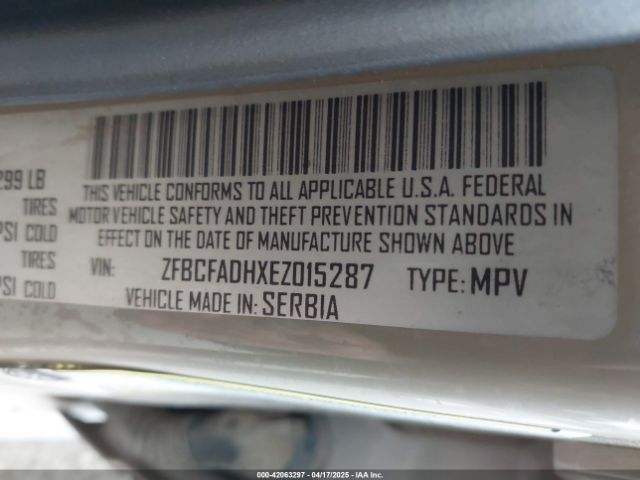 299 LB
TIRES
PSI COLD
TIRES
PSI COLD
THIS VEHICLE CONFORMS TO ALL APPLICABLE U.S.A. FEDERAL
MOTOR VEHICLE SAFETY AND THEFT PREVENTION STANDARDS IN
EFFECT ON THE DATE OF MANUFACTURE SHOWN ABOVE
VIN: ZFBCFADHXEZ015287 TYPE: MPV
VEHICLE MADE IN: SERBIA
000-42063297 - 04/17/2025 - IAA Inc.